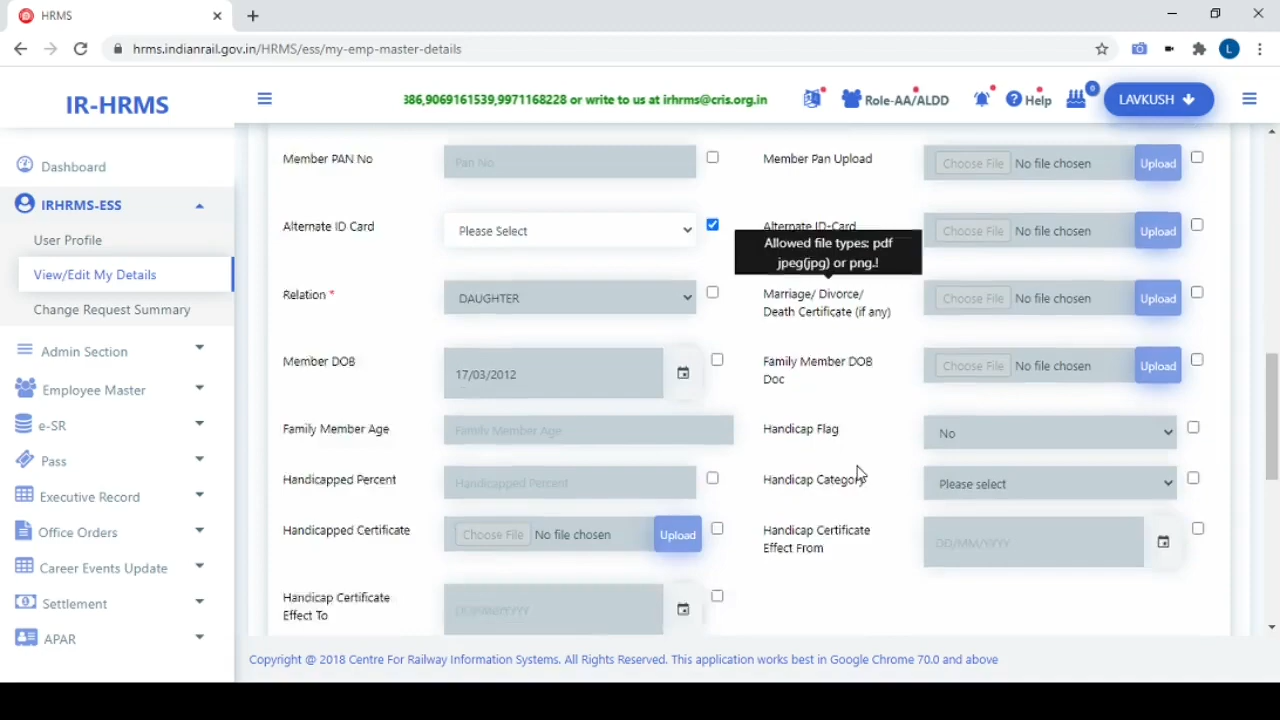 HRMS
hrms.indianrail.gov.in/HRMS/ess/my-emp-master-details
L
IR-HRMS
386,9069161539,9971168228 or write to us at irhrms@cris.org.in
Role-AA/ALDD
Help
0
LAVKUSH
Dashboard
IRHRMS-ESS
User Profile
View/Edit My Details
Change Request Summary
Admin Section
Employee Master
e-SR
Pass
Executive Record
Office Orders
Career Events Update
Settlement
APAR
Member PAN No
Pan No
Member Pan Upload
Choose File No file chosen
Upload
Alternate ID Card
Please Select
Alternate ID-Card
Choose File No file chosen
Upload
Allowed file types: pdf
jpeg(jpg) or png.!
Relation *
DAUGHTER
Marriage/ Divorce/
Death Certificate (if any)
Choose File No file chosen
Upload
Member DOB
17/03/2012
Family Member DOB
Doc
Choose File No file chosen
Upload
Family Member Age
Family Member Age
Handicap Flag
No
Handicapped Percent
Handicapped Percent
Handicap Category
Please select
Handicapped Certificate
Choose File No file chosen
Upload
Handicap Certificate
Effect From
DD/MM/YYYY
Handicap Certificate
Effect To
DD/MM/YYYY
Copyright @ 2018 Centre For Railway Information Systems. All Rights Reserved. This application works best in Google Chrome 70.0 and above